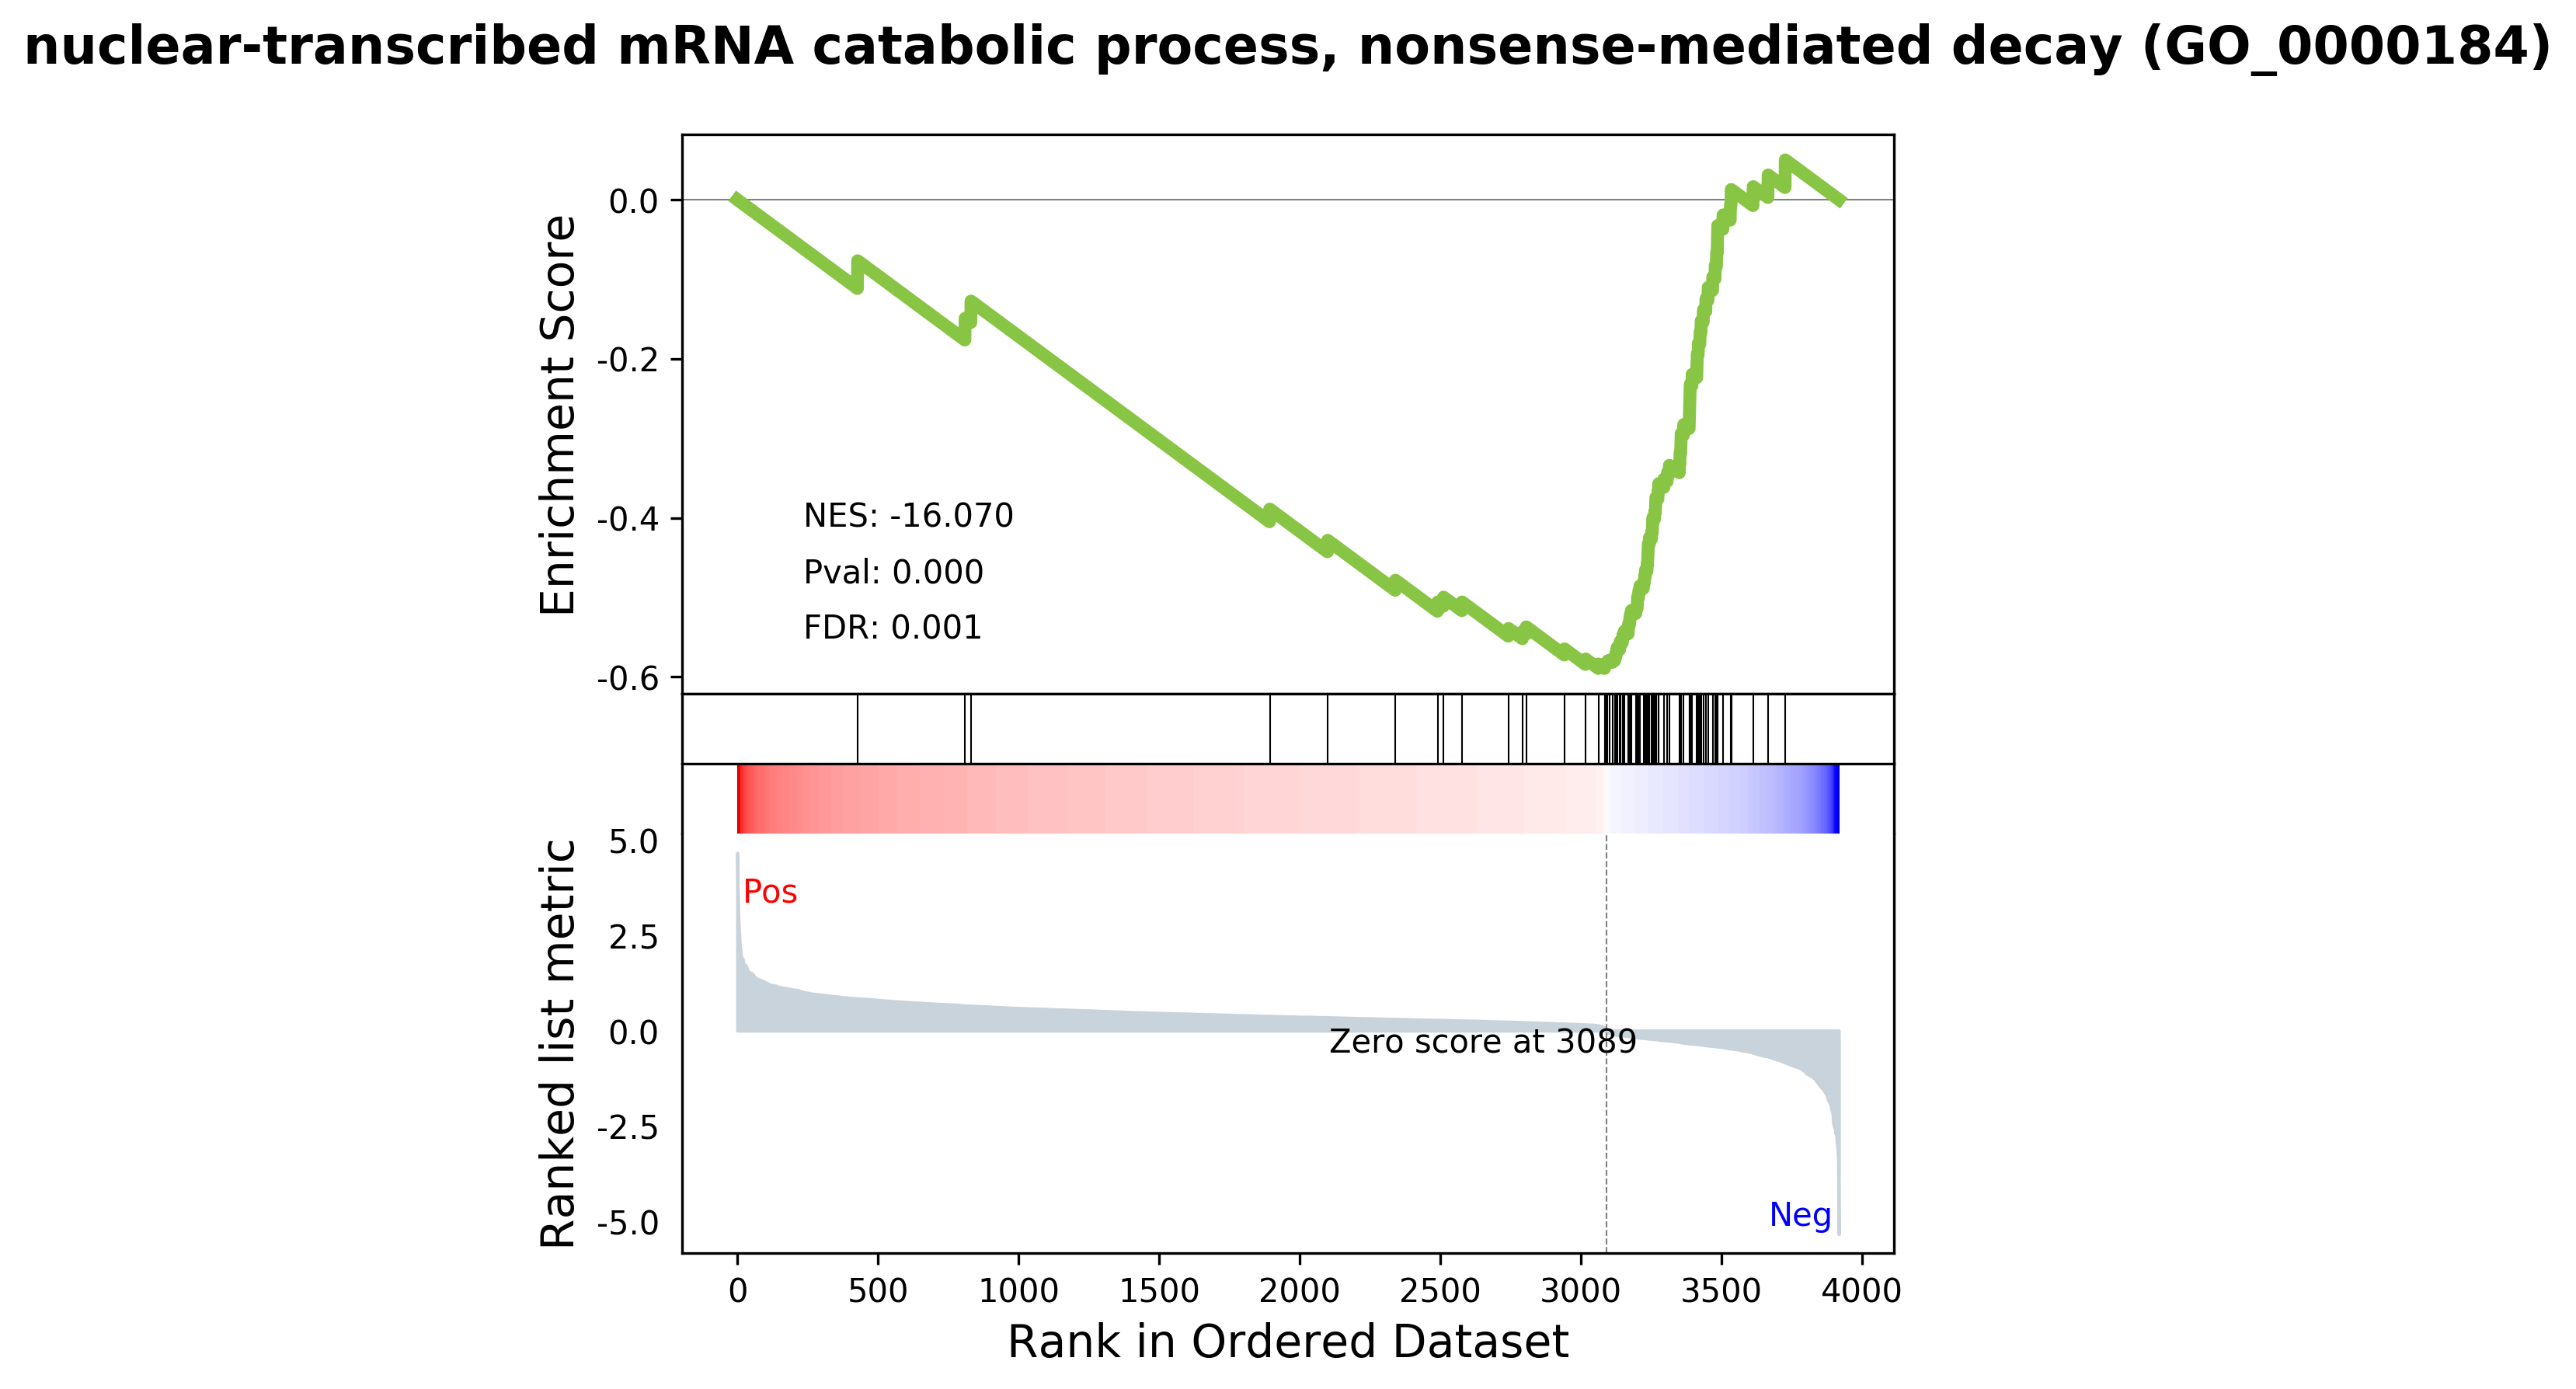 nuclear-transcribed mRNA catabolic process, nonsense-mediated decay (GO_0000184)
Enrichment Score
0.0
-0.2
-0.4
-0.6
NES: -16.070
Pval: 0.000
FDR: 0.001
Ranked list metric
5.0
2.5
0.0
-2.5
-5.0
Pos
Zero score at 3089
Neg
0 500 1000 1500 2000 2500 3000 3500 4000
Rank in Ordered Dataset